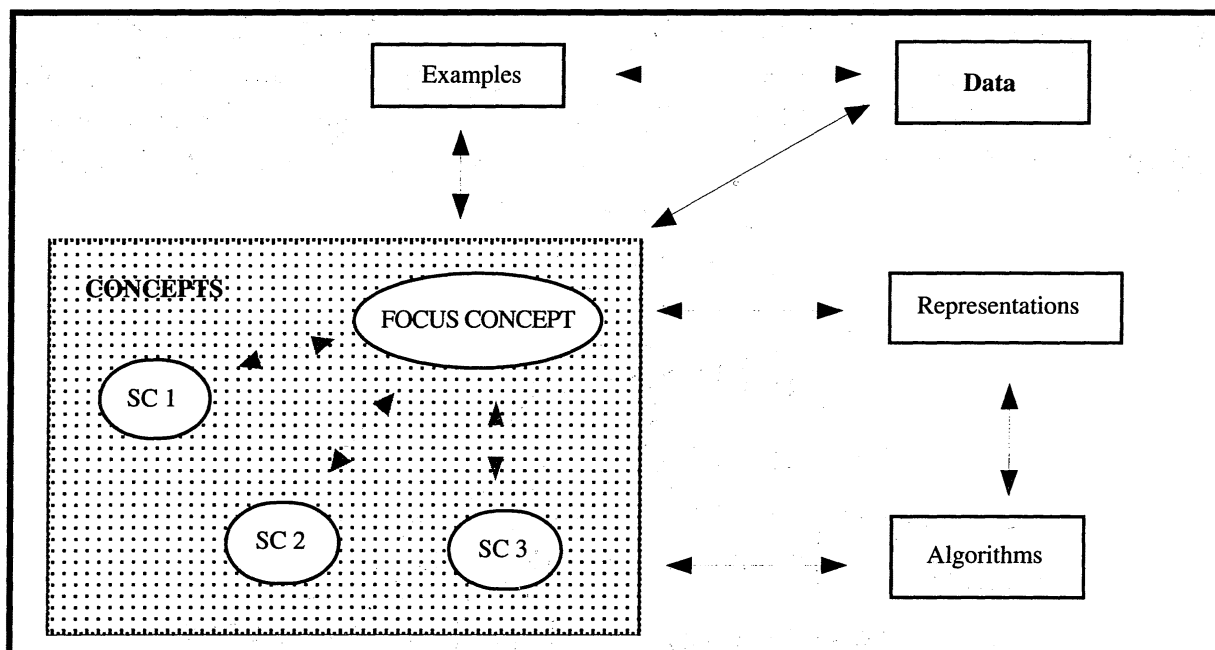 Examples
Data
CONCEPTS
FOCUS CONCEPT
Representations
SC 1
SC 2
SC 3
Algorithms